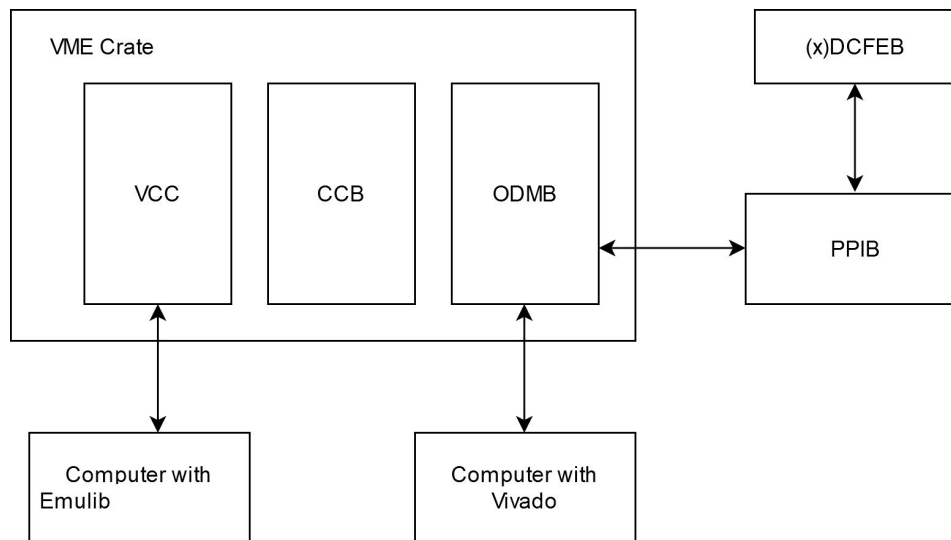 VME Crate
(x)DCFEB
VCC
CCB
ODMB
PPIB
Computer with
Emulib
Computer with
Vivado